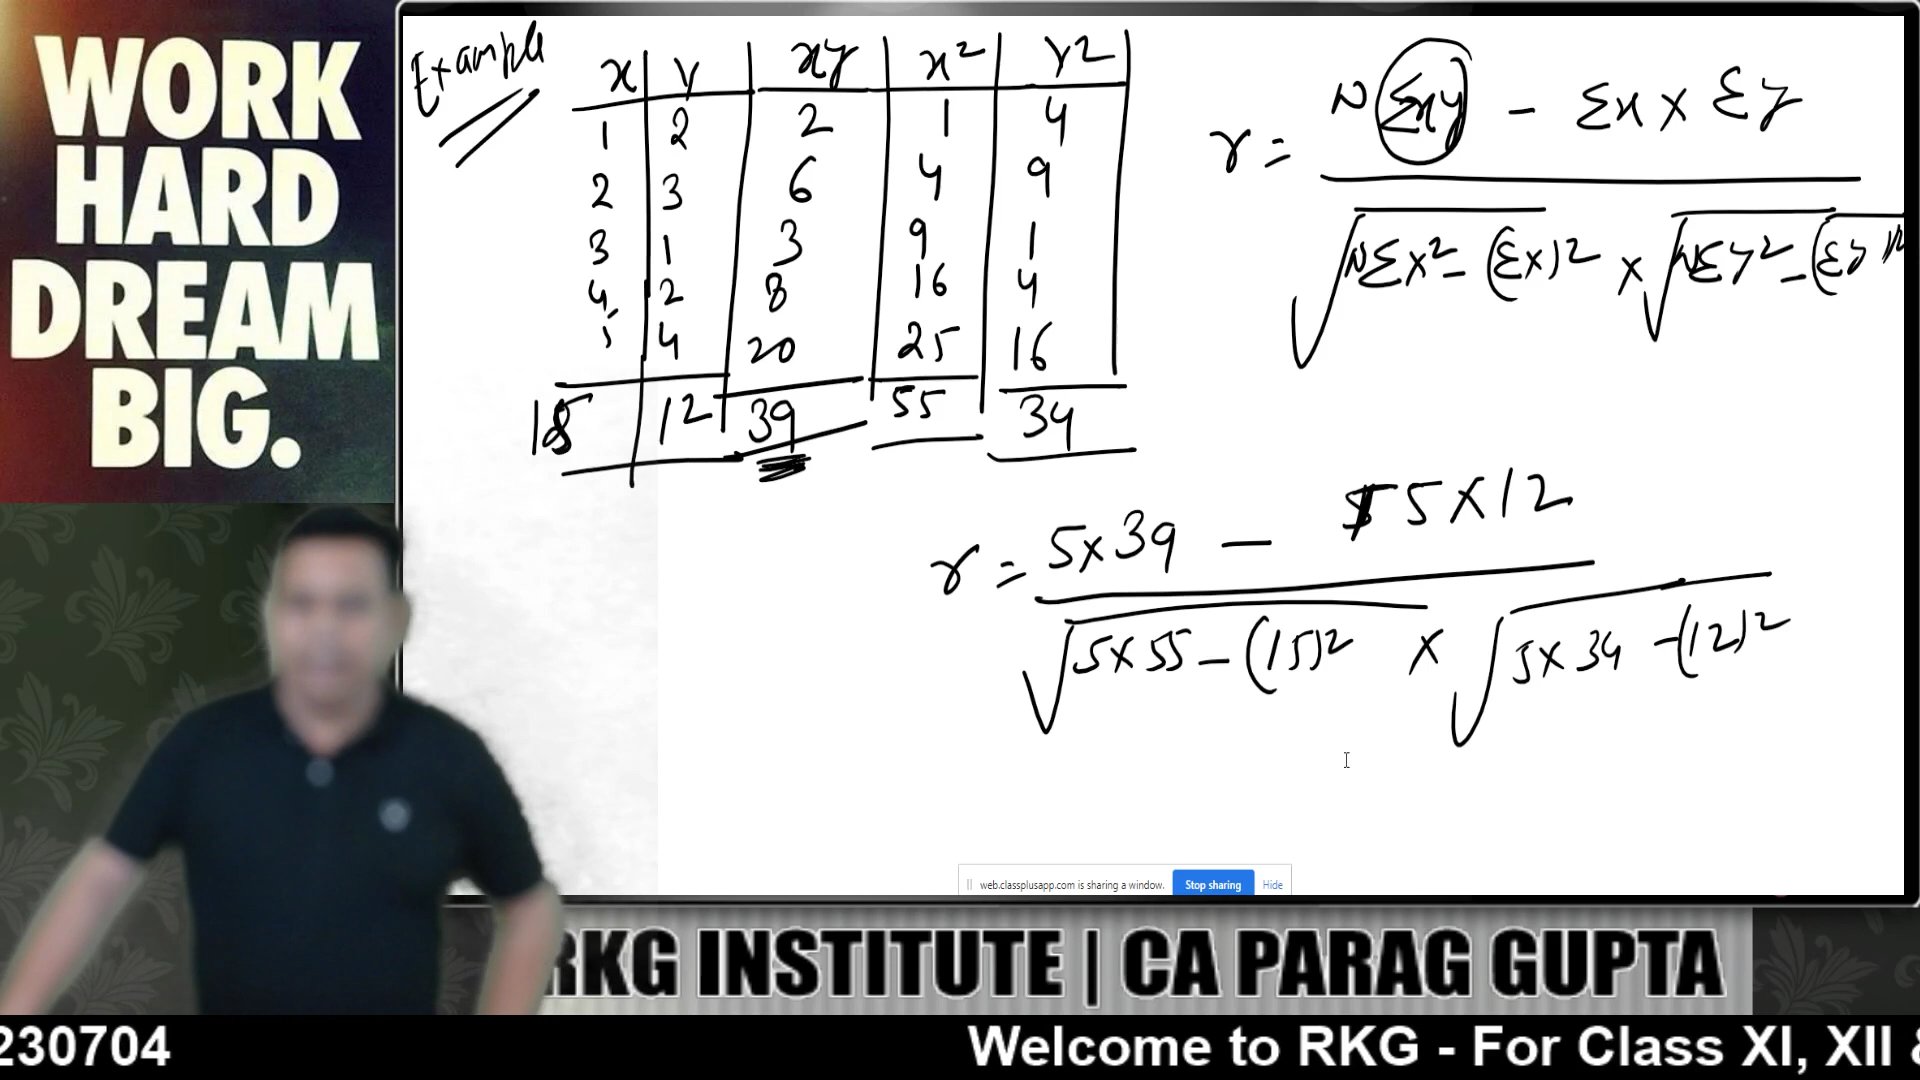 WORK
HARD
DREAM
BIG.
Example
x y xy x² y²
1 2 2 1 4
2 3 6 4 9
3 1 3 9 1
4 2 8 16 4
5 4 20 25 16
15 12 39 55 34
r = N Σxy - Σx × Σy
√NΣx² - (Σx)² × √NΣy² - (Σy)²
r = 5×39 - 15×12
√5×55 - (15)² × √5×34 - (12)²
web.classplusapp.com is sharing a window. Stop sharing Hide
RKG INSTITUTE | CA PARAG GUPTA
230704 Welcome to RKG - For Class XI, XII &